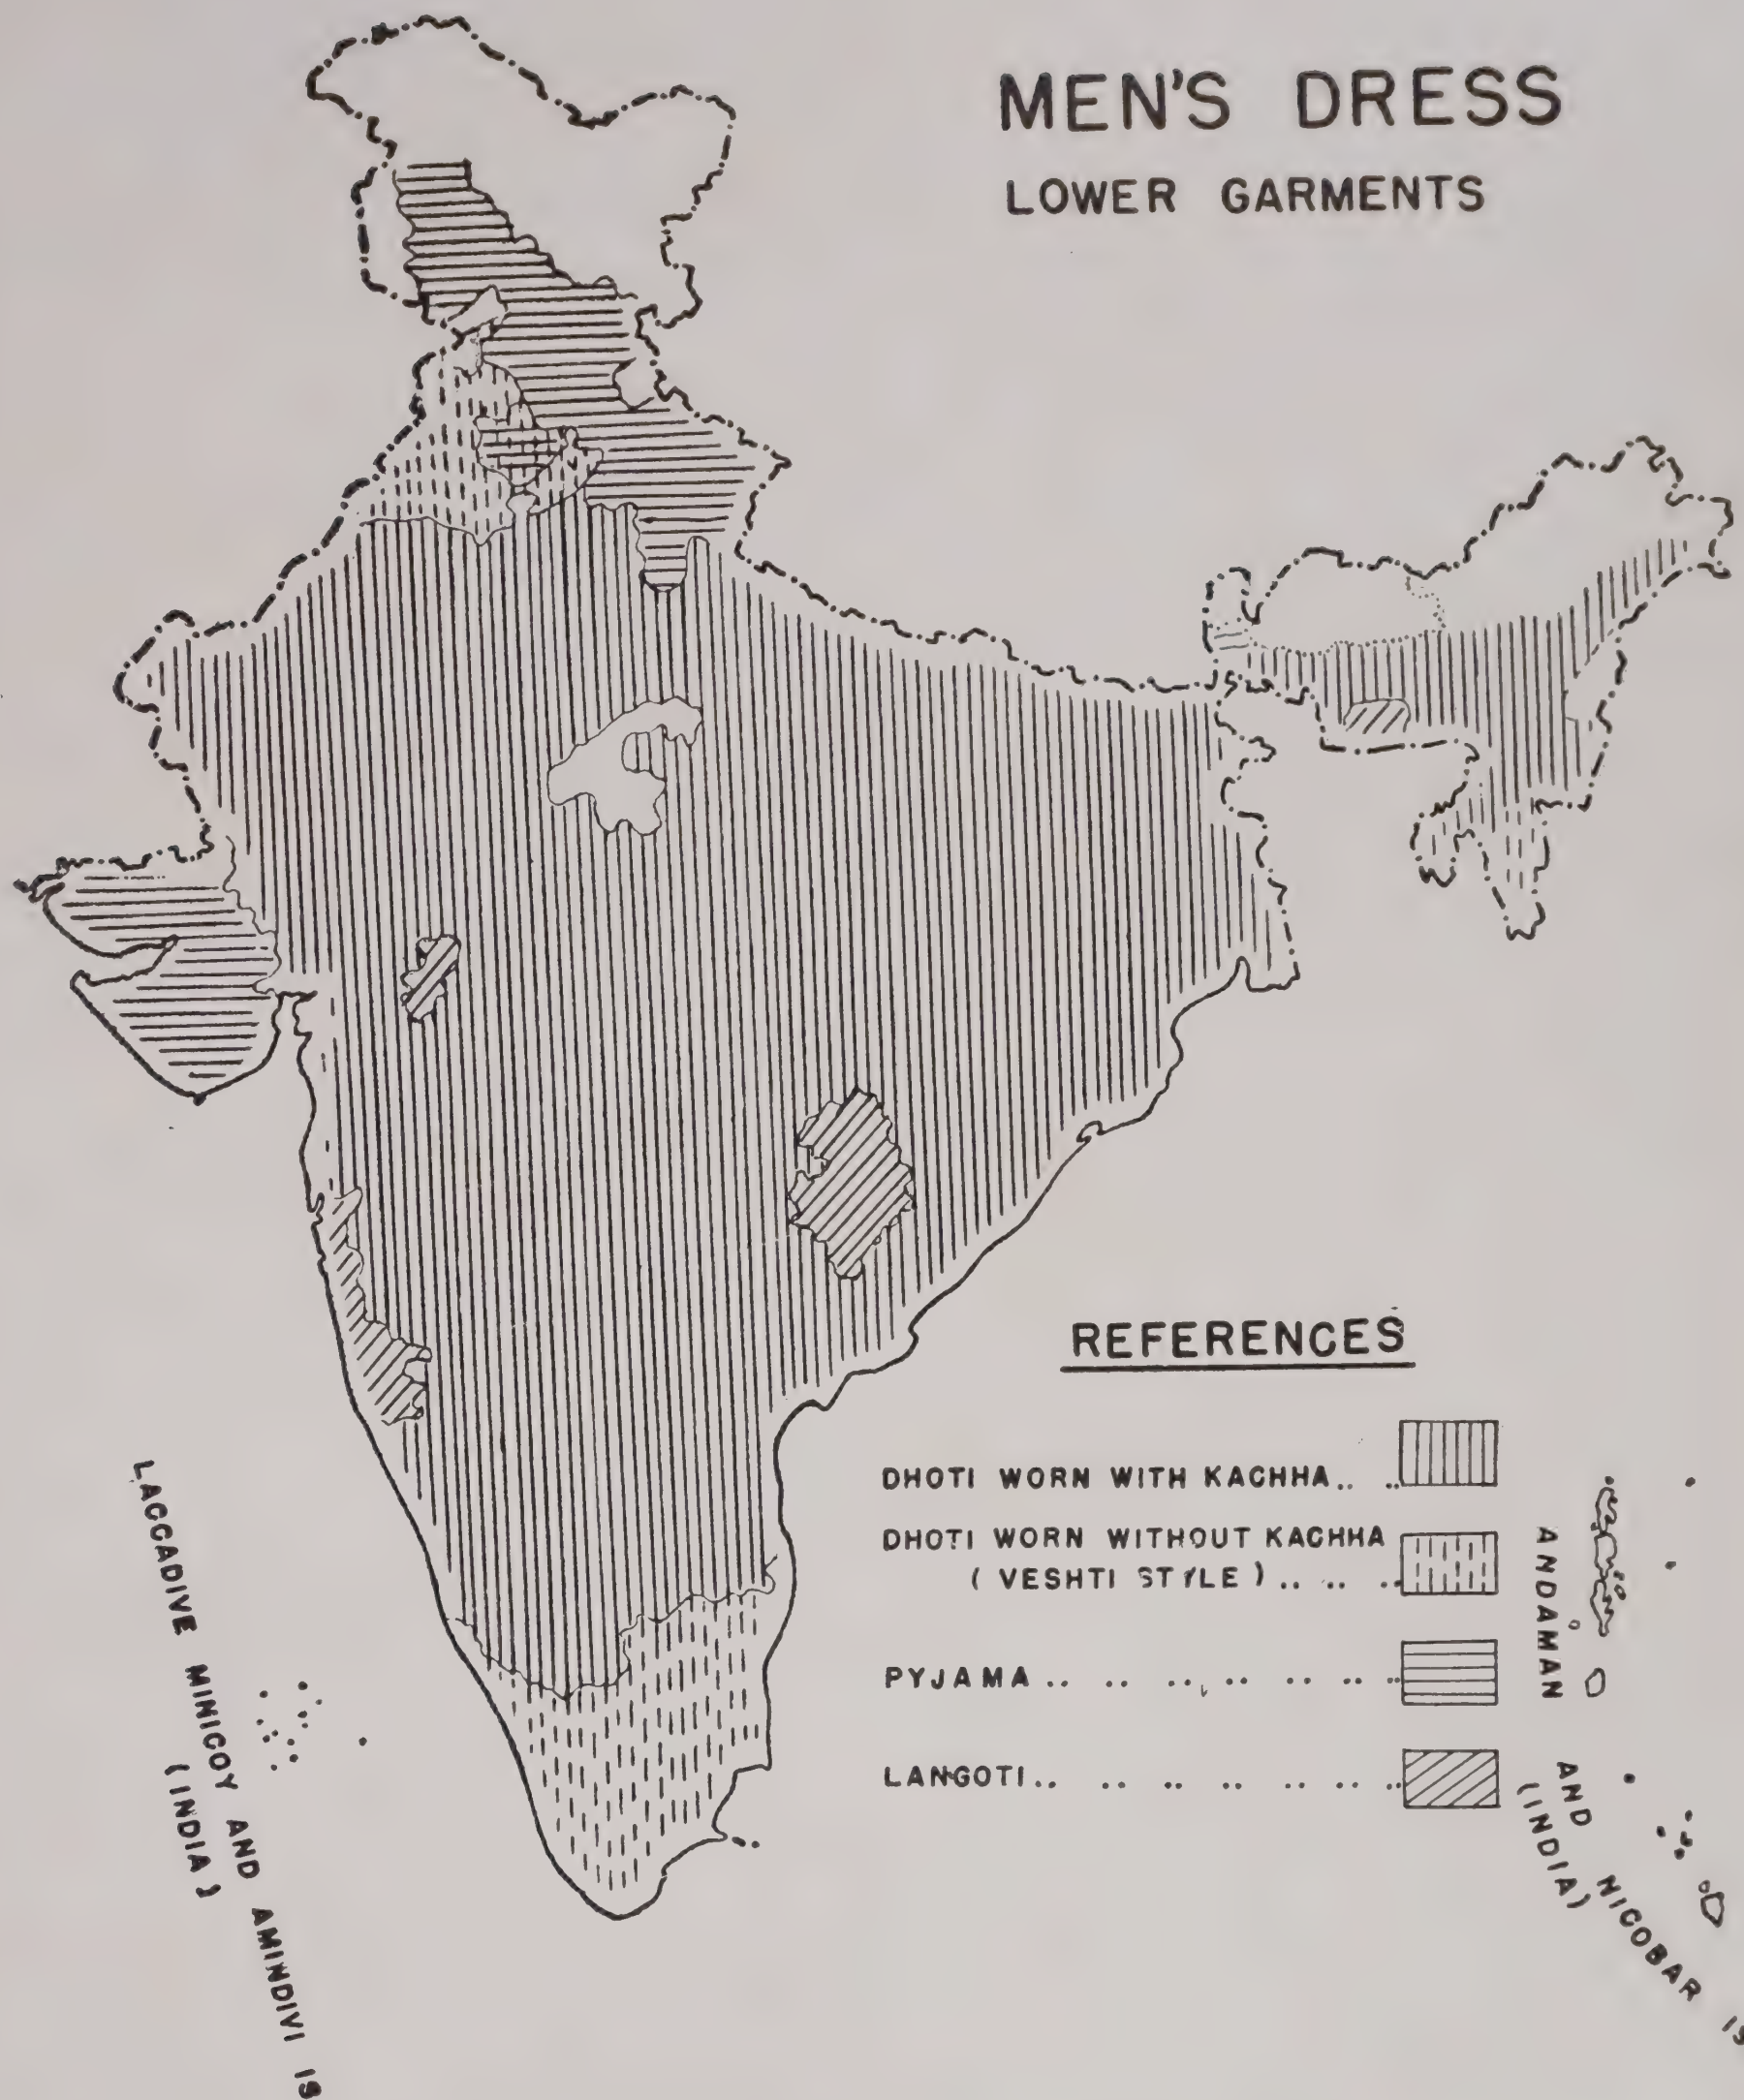 MEN'S DRESS
LOWER GARMENTS
REFERENCES
DHOTI WORN WITH KACHHA.. ..
DHOTI WORN WITHOUT KACHHA
( VESHTI STYLE ) .. .. ..
PYJAMA .. .. .. .. .. .. ..
LANGOTI.. .. .. .. .. .. ..
LACCADIVE MINICOY AND AMINDIVI IS
(INDIA)
ANDAMAN AND NICOBAR IS
(INDIA)